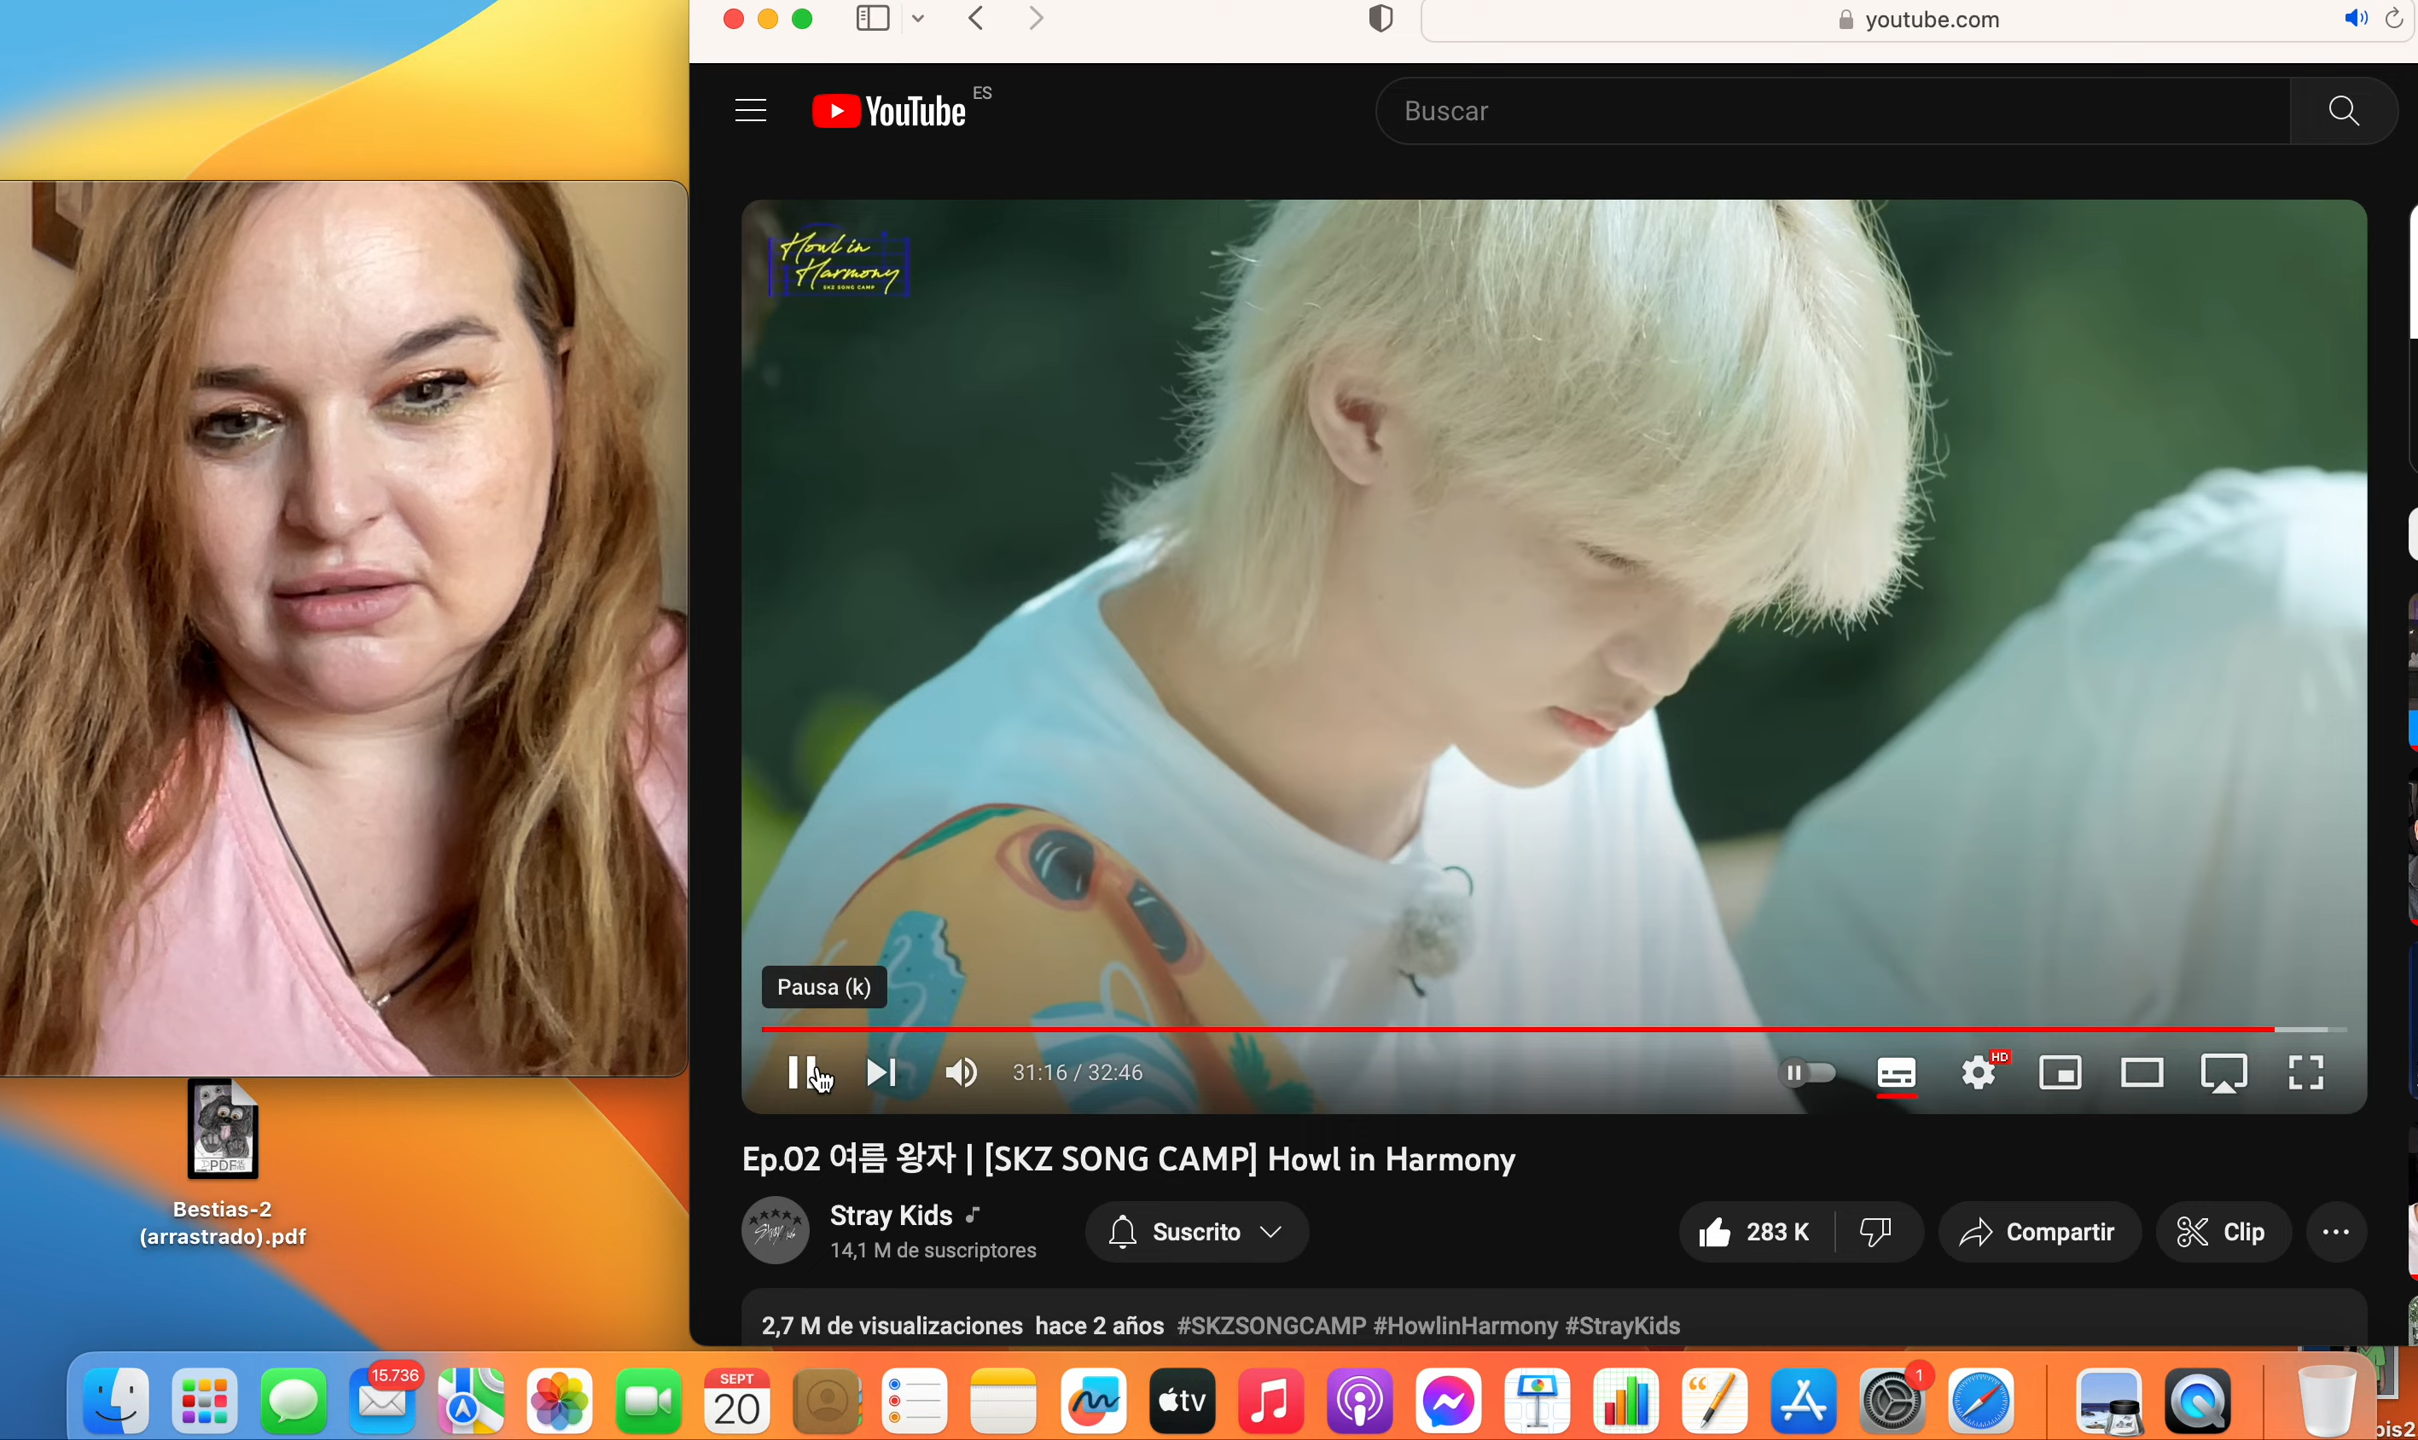 youtube.com
YouTube ES
Buscar
Howl in
Harmony
SKZ SONG CAMP
Pausa (k)
31:16 / 32:46
HD
Ep.02 여름 왕자 | [SKZ SONG CAMP] Howl in Harmony
Stray Kids
14,1 M de suscriptores
Suscrito
283 K
Compartir
Clip
2,7 M de visualizaciones hace 2 años #SKZSONGCAMP #HowlinHarmony #StrayKids
PDF
Bestias-2
(arrastrado).pdf
15.736
SEPT
20
tv
1